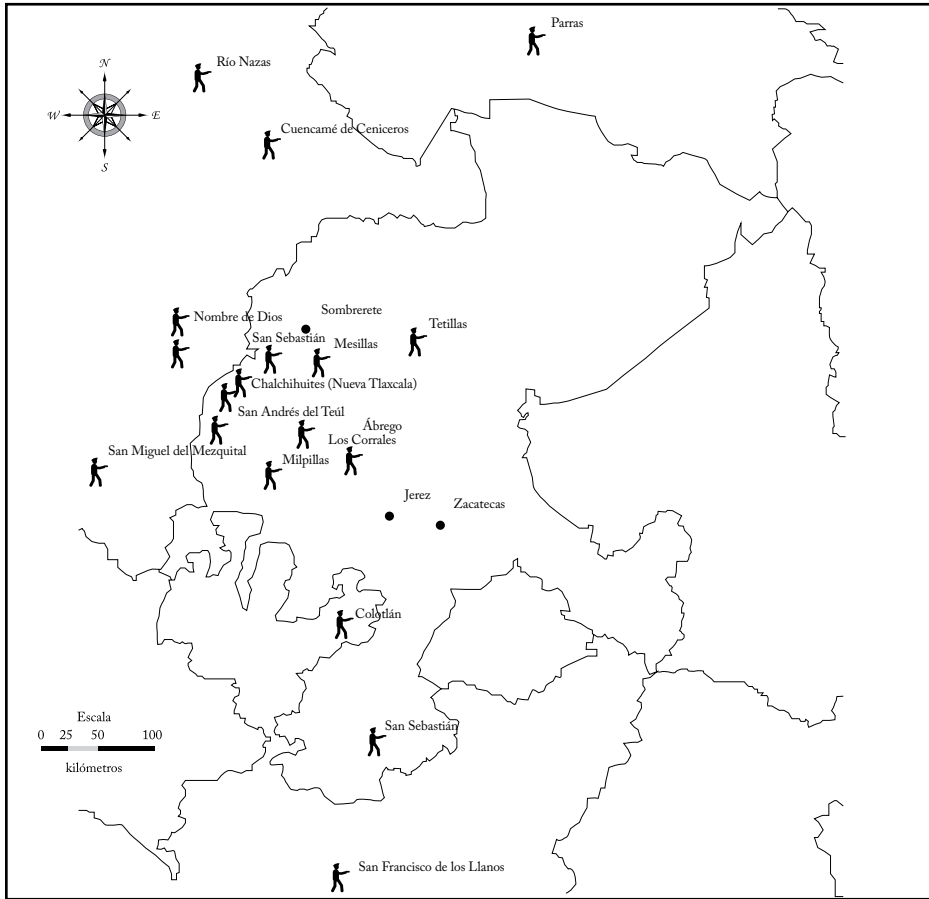 Parras
Río Nazas
N
W
E
S
Cuencamé de Ceniceros
Sombrerete
Nombre de Dios
Tetillas
San Sebastián
Mesillas
Chalchihuites (Nueva Tlaxcala)
San Andrés del Teúl
Ábrego
Los Corrales
San Miguel del Mezquital
Milpillas
Jerez
Zacatecas
Colotlán
Escala
0 25 50 100
kilómetros
San Sebastián
San Francisco de los Llanos